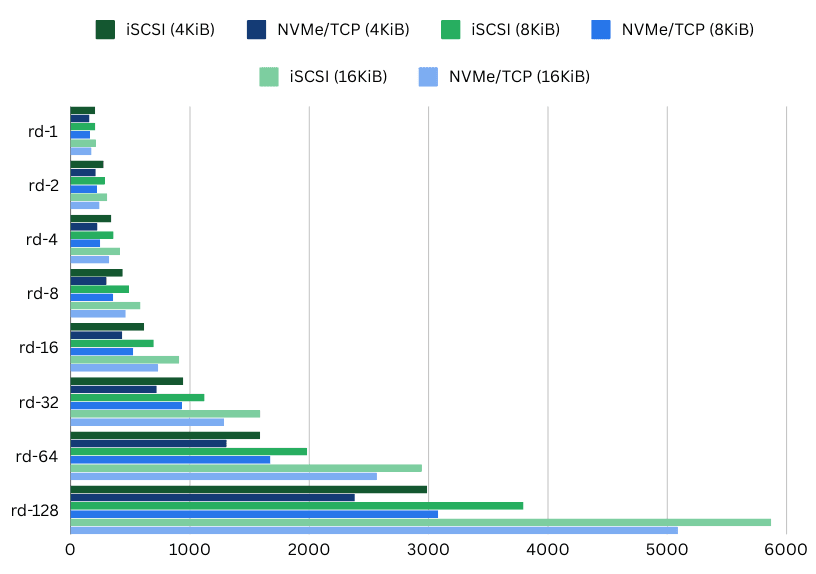 iSCSI (4KiB) NVMe/TCP (4KiB) iSCSI (8KiB) NVMe/TCP (8KiB)
iSCSI (16KiB) NVMe/TCP (16KiB)
rd-1
rd-2
rd-4
rd-8
rd-16
rd-32
rd-64
rd-128
0 1000 2000 3000 4000 5000 6000